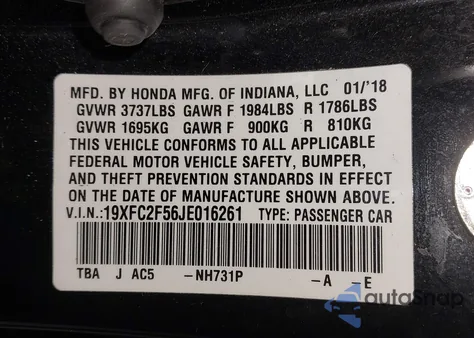 MFD. BY HONDA MFG. OF INDIANA, LLC 01/'18
GVWR 3737LBS GAWR F 1984LBS R 1786LBS
GVWR 1695KG GAWR F 900KG R 810KG
THIS VEHICLE CONFORMS TO ALL APPLICABLE
FEDERAL MOTOR VEHICLE SAFETY, BUMPER,
AND THEFT PREVENTION STANDARDS IN EFFECT
ON THE DATE OF MANUFACTURE SHOWN ABOVE.
V.I.N.: 19XFC2F56JE016261 TYPE: PASSENGER CAR
TBA J AC5 -NH731P -A -E
autoSnap